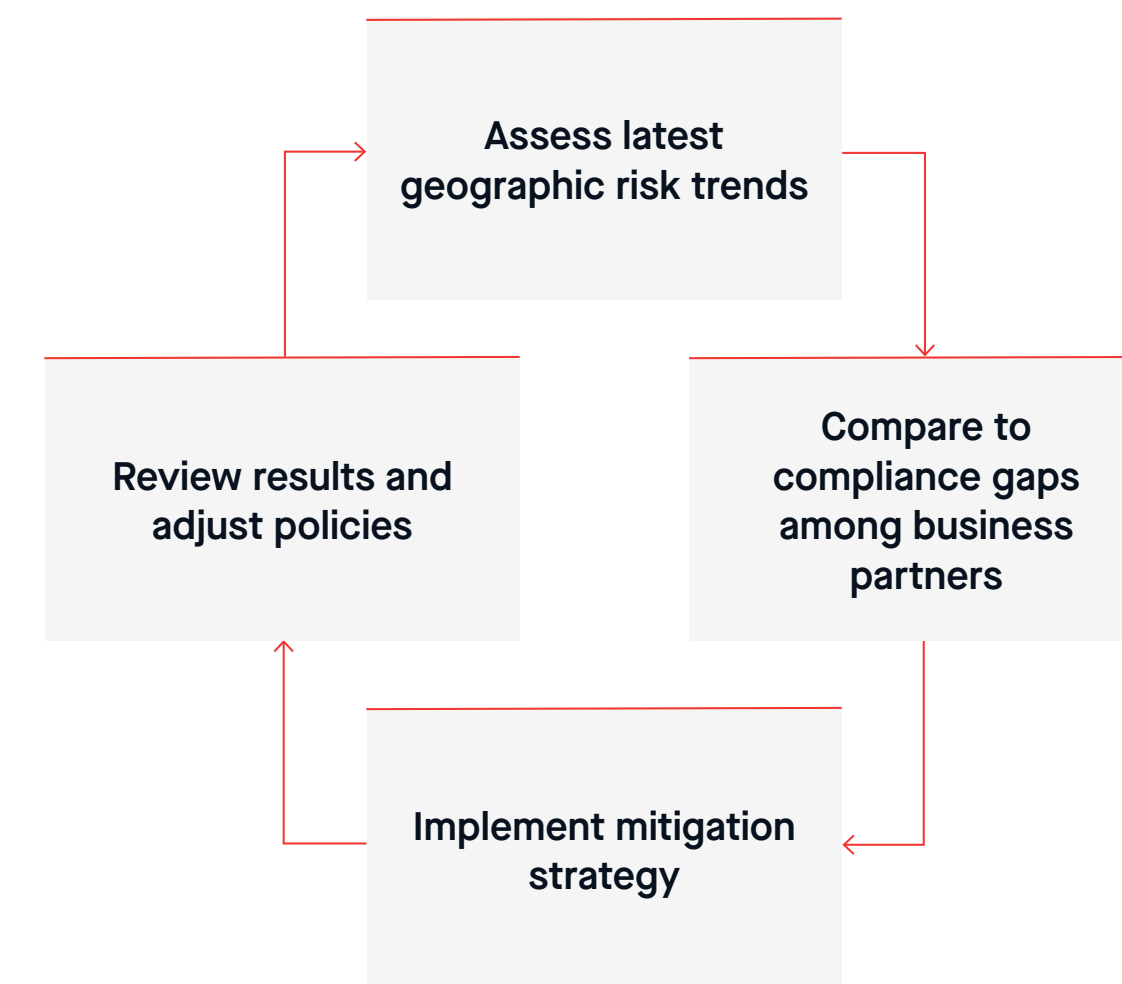 Assess latest
geographic risk trends
Compare to
compliance gaps
among business
partners
Implement mitigation
strategy
Review results and
adjust policies